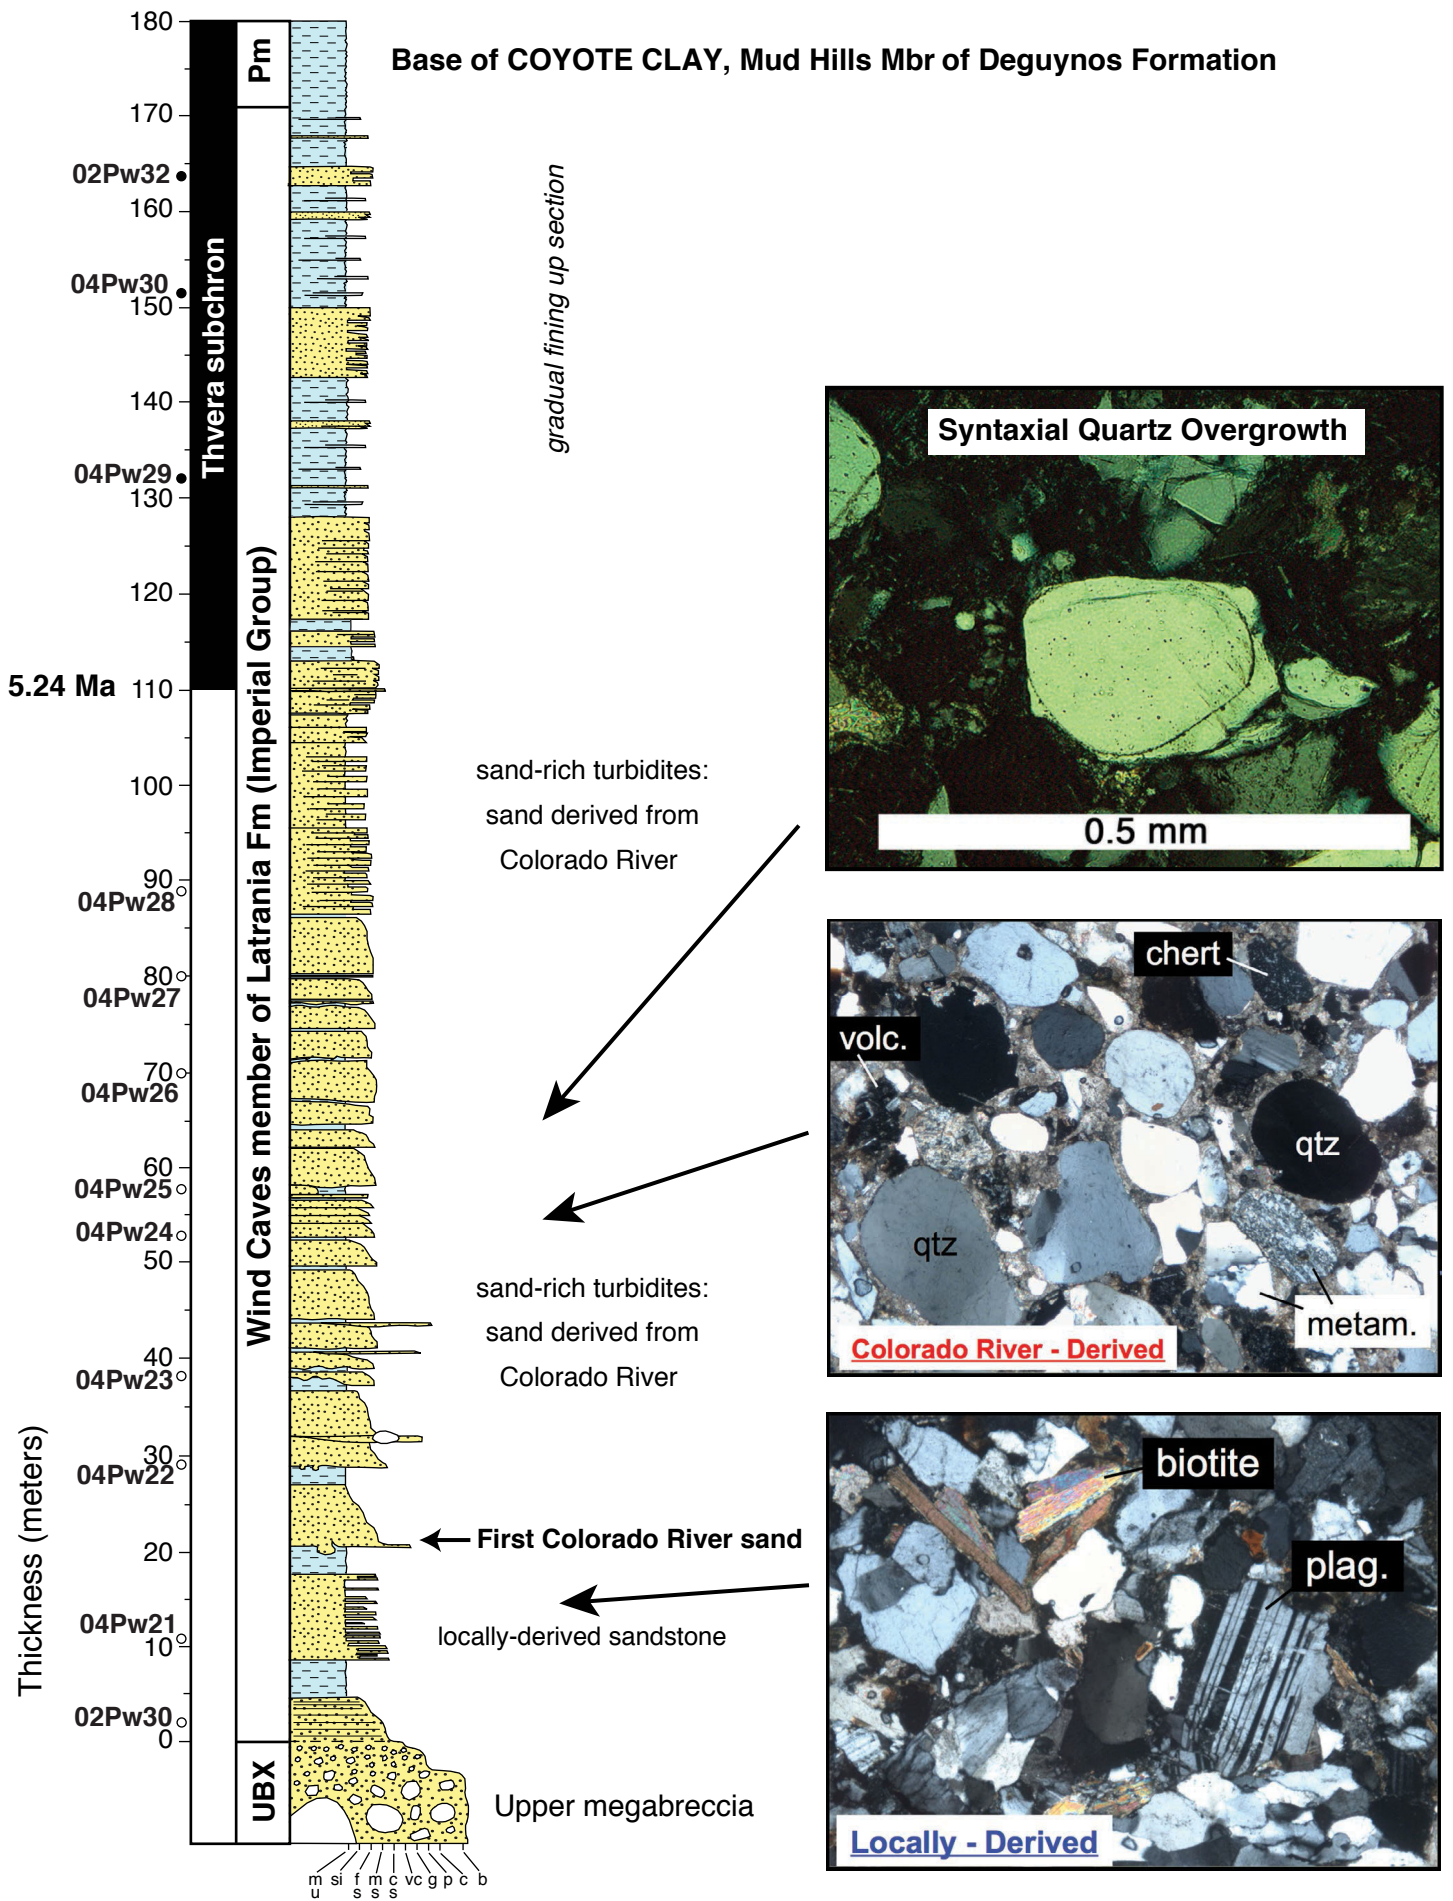 180
Pm
Base of COYOTE CLAY, Mud Hills Mbr of Deguynos Formation
170
02Pw32
160
04Pw30
150
Thvera subchron
gradual fining up section
140
04Pw29
130
120
5.24 Ma
110
Wind Caves member of Latrania Fm (Imperial Group)
100
90
04Pw28
80
04Pw27
70
04Pw26
60
04Pw25
04Pw24
50
40
04Pw23
30
04Pw22
20
04Pw21
10
02Pw30
0
Thickness (meters)
UBX
sand-rich turbidites:
sand derived from
Colorado River
sand-rich turbidites:
sand derived from
Colorado River
First Colorado River sand
locally-derived sandstone
Upper megabreccia
mu si fs ms cs vc g p c b
Syntaxial Quartz Overgrowth
0.5 mm
chert
volc.
qtz
qtz
metam.
Colorado River - Derived
biotite
plag.
Locally - Derived